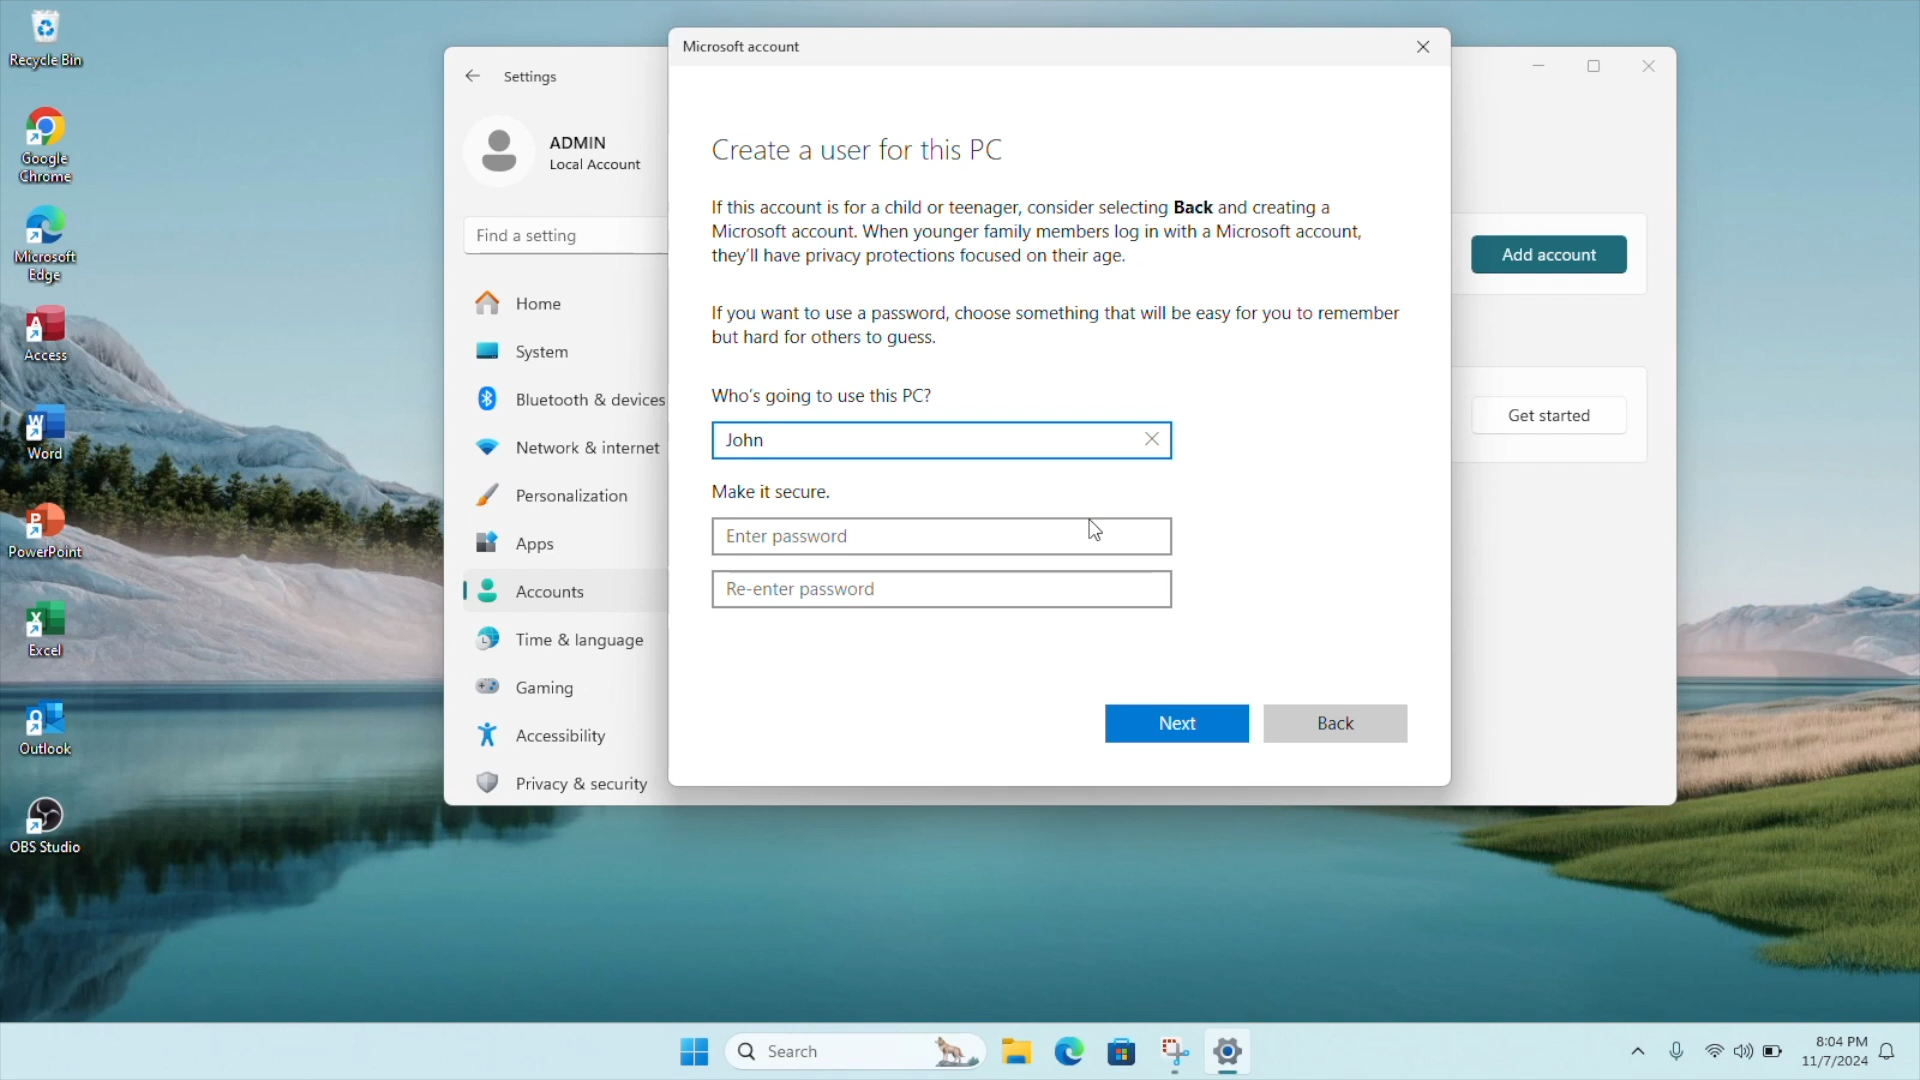 Recycle Bin
Google
Chrome
Microsoft
Edge
Access
Word
PowerPoint
Excel
Outlook
OBS Studio
Settings
ADMIN
Local Account
Find a setting
Home
System
Bluetooth & devices
Network & internet
Personalization
Apps
Accounts
Time & language
Gaming
Accessibility
Privacy & security
Microsoft account
Create a user for this PC
If this account is for a child or teenager, consider selecting Back and creating a
Microsoft account. When younger family members log in with a Microsoft account,
they'll have privacy protections focused on their age.
If you want to use a password, choose something that will be easy for you to remember
but hard for others to guess.
Who's going to use this PC?
John
Make it secure.
Enter password
Re-enter password
Next
Back
Add account
Get started
Search
8:04 PM
11/7/2024